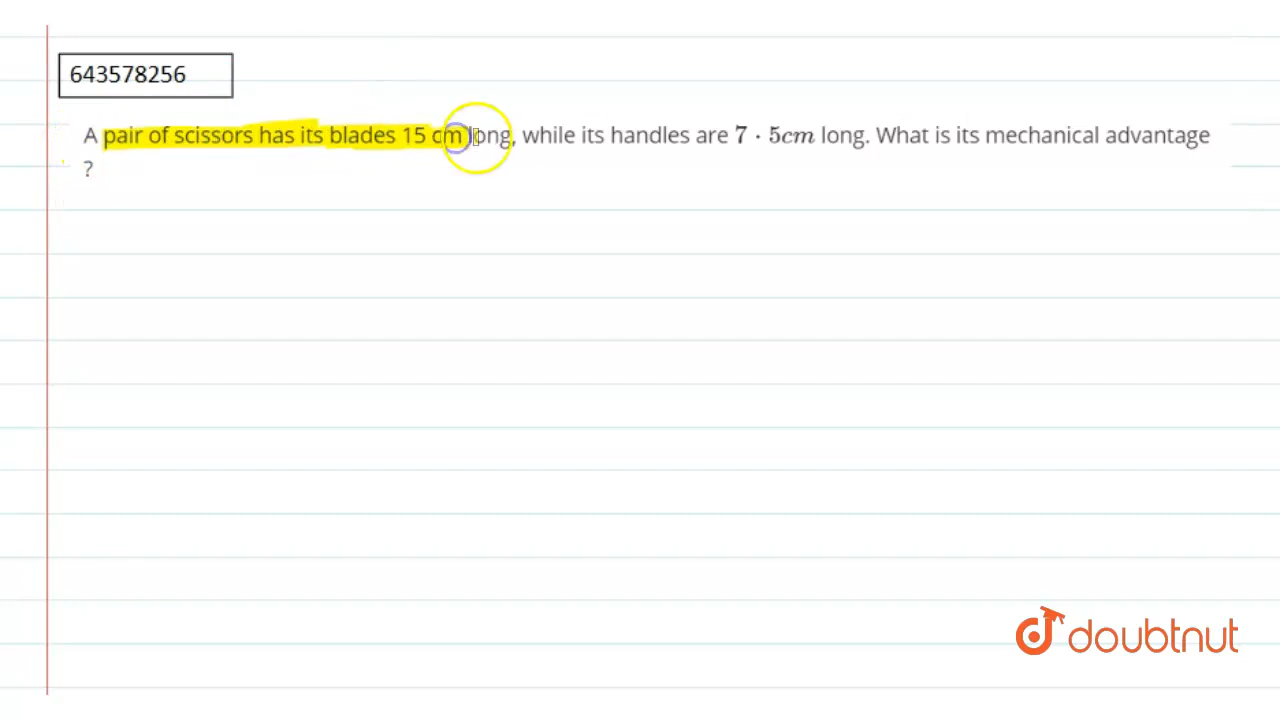 643578256
A pair of scissors has its blades 15 cm long, while its handles are 7 · 5cm long. What is its mechanical advantage
?
doubtnut